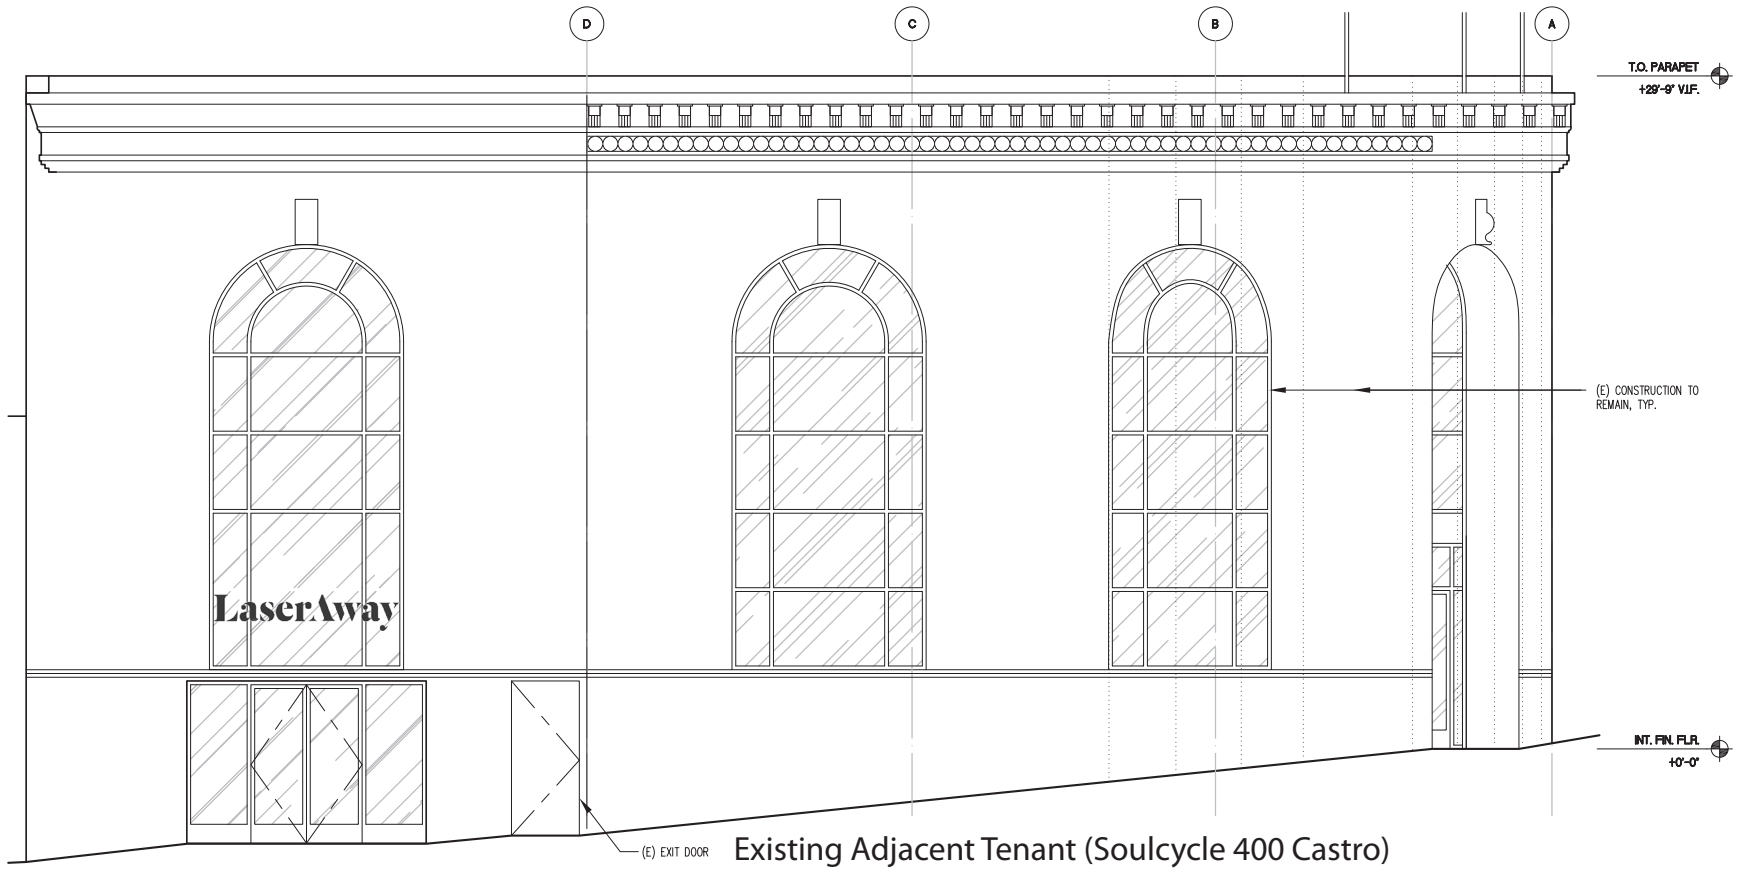 D
C
B
A
T.O. PARAPET
+29'-9" V.I.F.
(E) CONSTRUCTION TO
REMAIN, TYP.
LaserAway
INT. FIN. FLR.
+0'-0"
(E) EXIT DOOR
Existing Adjacent Tenant (Soulcycle 400 Castro)